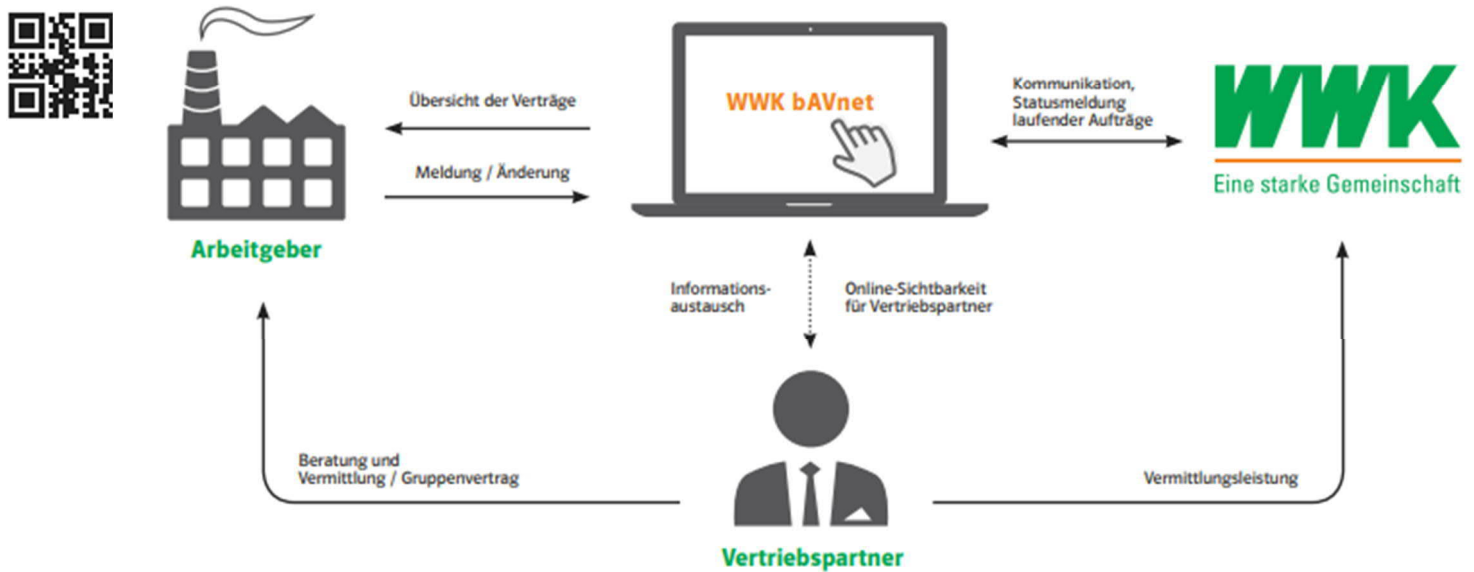 Übersicht der Verträge
Meldung / Änderung
Arbeitgeber
WWK bAVnet
Kommunikation,
Statusmeldung
laufender Aufträge
WWK
Eine starke Gemeinschaft
Informations-
austausch
Online-Sichtbarkeit
für Vertriebspartner
Beratung und
Vermittlung / Gruppenvertrag
Vermittlungsleistung
Vertriebspartner